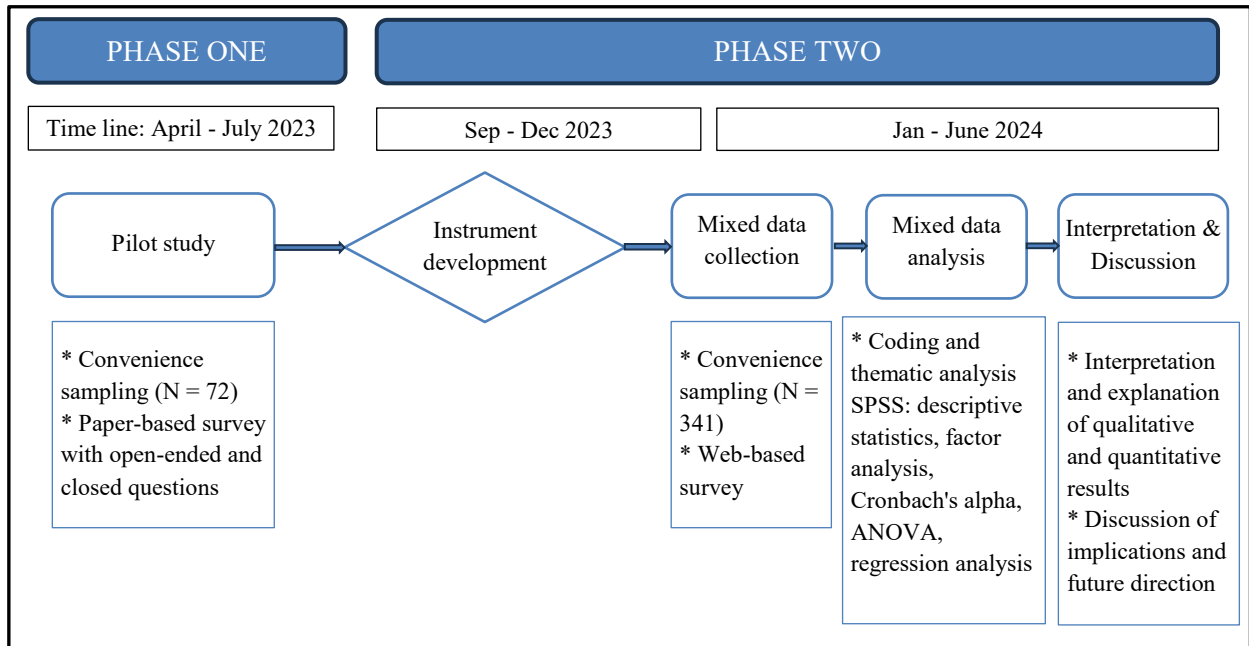 PHASE ONE
PHASE TWO
Time line: April - July 2023
Sep - Dec 2023
Jan - June 2024
Pilot study
Instrument
development
Mixed data
collection
Mixed data
analysis
Interpretation &
Discussion
* Convenience
sampling (N = 72)
* Paper-based survey
with open-ended and
closed questions
* Convenience
sampling (N =
341)
* Web-based
survey
* Coding and
thematic analysis
SPSS: descriptive
statistics, factor
analysis,
Cronbach's alpha,
ANOVA,
regression analysis
* Interpretation
and explanation
of qualitative
and quantitative
results
* Discussion of
implications and
future direction